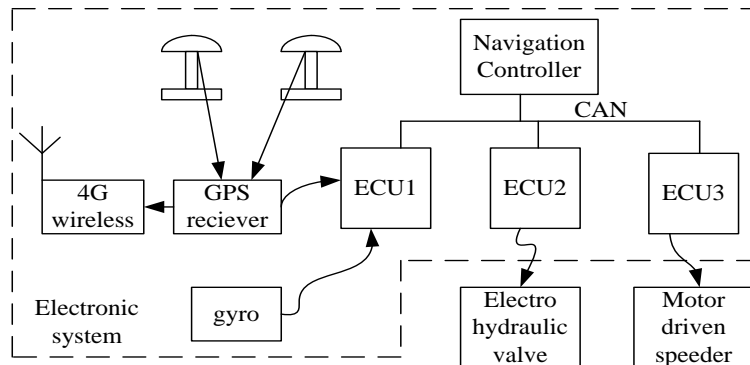 Navigation
Controller
CAN
4G
wireless
GPS
reciever
ECU1
ECU2
ECU3
Electronic
system
gyro
Electro
hydraulic
valve
Motor
driven
speeder